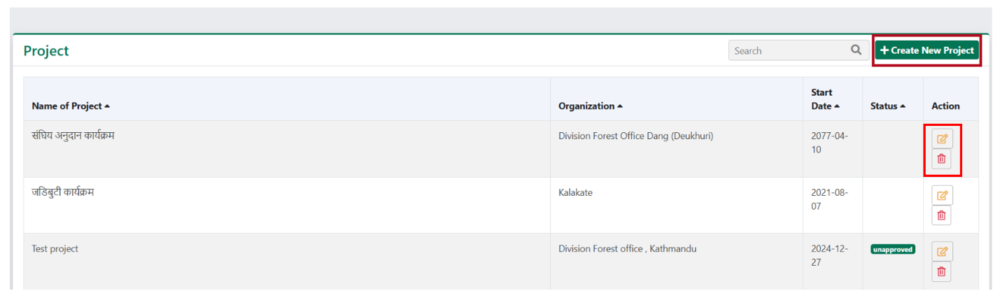 Project
Search
Create New Project
Name of Project
Organization
Start
Date
Status
Action
संघिय अनुदान कार्यक्रम
Division Forest Office Dang (Deukhuri)
2077-04-
10
जडिबुटी कार्यक्रम
Kalakate
2021-08-
07
Test project
Division Forest office , Kathmandu
2024-12-
27
unapproved